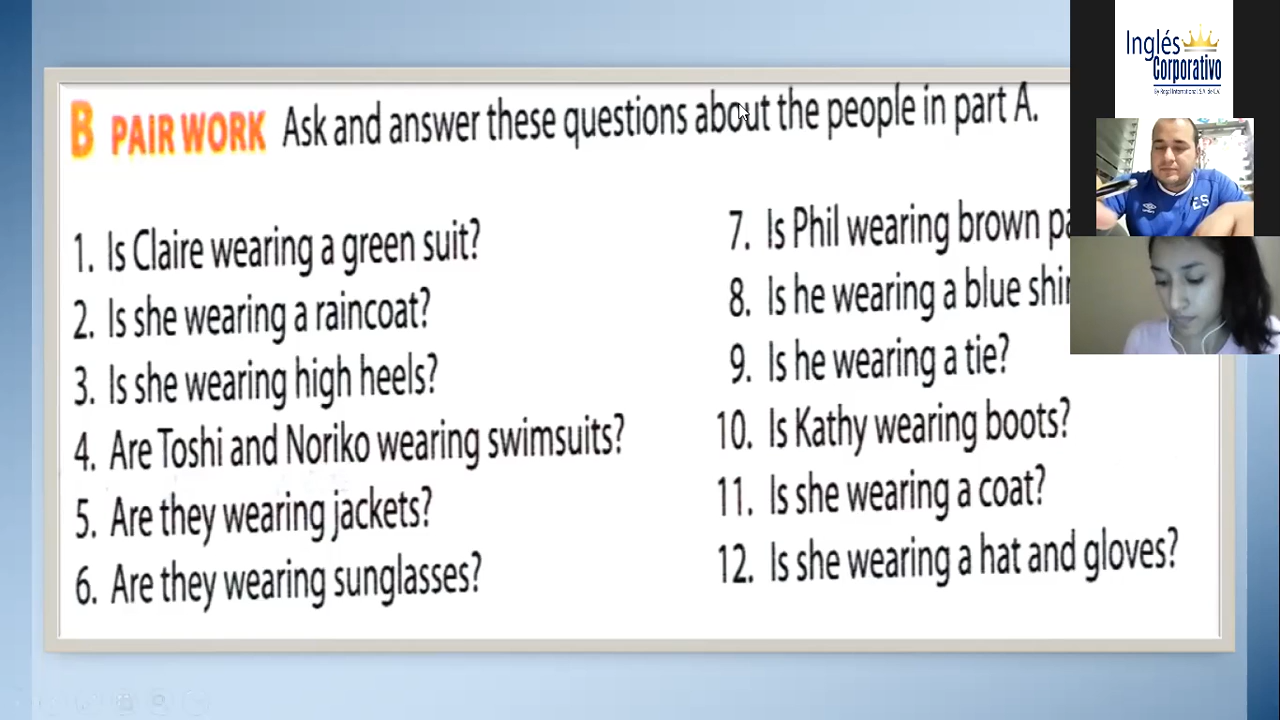 B PAIR WORK Ask and answer these questions about the people in part A.
1. Is Claire wearing a green suit?
2. Is she wearing a raincoat?
3. Is she wearing high heels?
4. Are Toshi and Noriko wearing swimsuits?
5. Are they wearing jackets?
6. Are they wearing sunglasses?
7. Is Phil wearing brown
8. Is he wearing a blue
9. Is he wearing a tie?
10. Is Kathy wearing boots?
11. Is she wearing a coat?
12. Is she wearing a hat and gloves?
Inglés
Corporativo
ES